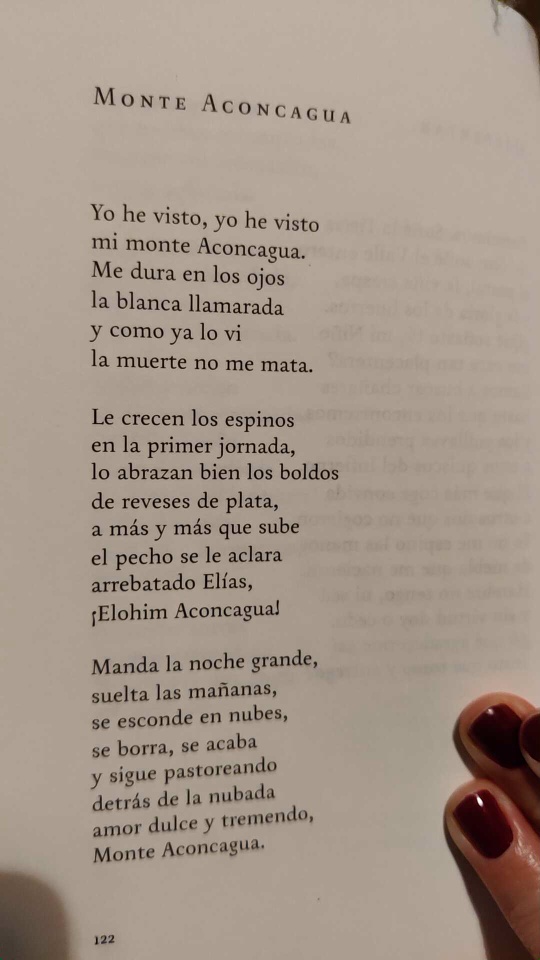 MONTE ACONCAGUA
Yo he visto, yo he visto
mi monte Aconcagua.
Me dura en los ojos
la blanca llamarada
y como ya lo vi
la muerte no me mata.
Le crecen los espinos
en la primer jornada,
lo abrazan bien los boldos
de reveses de plata,
a más y más que sube
el pecho se le aclara
arrebatado Elías,
¡Elohim Aconcagua!
Manda la noche grande,
suelta las mañanas,
se esconde en nubes,
se borra, se acaba
y sigue pastoreando
detrás de la nubada
amor dulce y tremendo,
Monte Aconcagua.
122